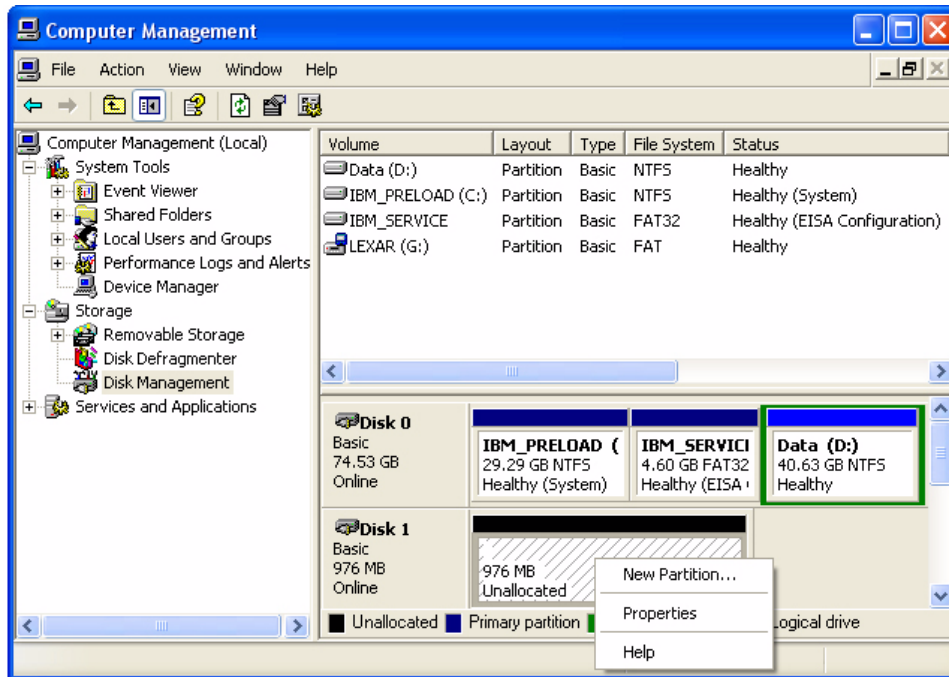 Computer Management
File Action View Window Help
Computer Management (Local)
System Tools
Event Viewer
Shared Folders
Local Users and Groups
Performance Logs and Alerts
Device Manager
Storage
Removable Storage
Disk Defragmenter
Disk Management
Services and Applications
Volume Layout Type File System Status
Data (D:) Partition Basic NTFS Healthy
IBM_PRELOAD (C:) Partition Basic NTFS Healthy (System)
IBM_SERVICE Partition Basic FAT32 Healthy (EISA Configuration)
LEXAR (G:) Partition Basic FAT Healthy
Disk 0
Basic
74.53 GB
Online
IBM_PRELOAD (
29.29 GB NTFS
Healthy (System)
IBM_SERVICI
4.60 GB FAT32
Healthy (EISA
Data (D:)
40.63 GB NTFS
Healthy
Disk 1
Basic
976 MB
Online
976 MB
Unallocated
New Partition...
Properties
Help
Unallocated Primary partition Logical drive